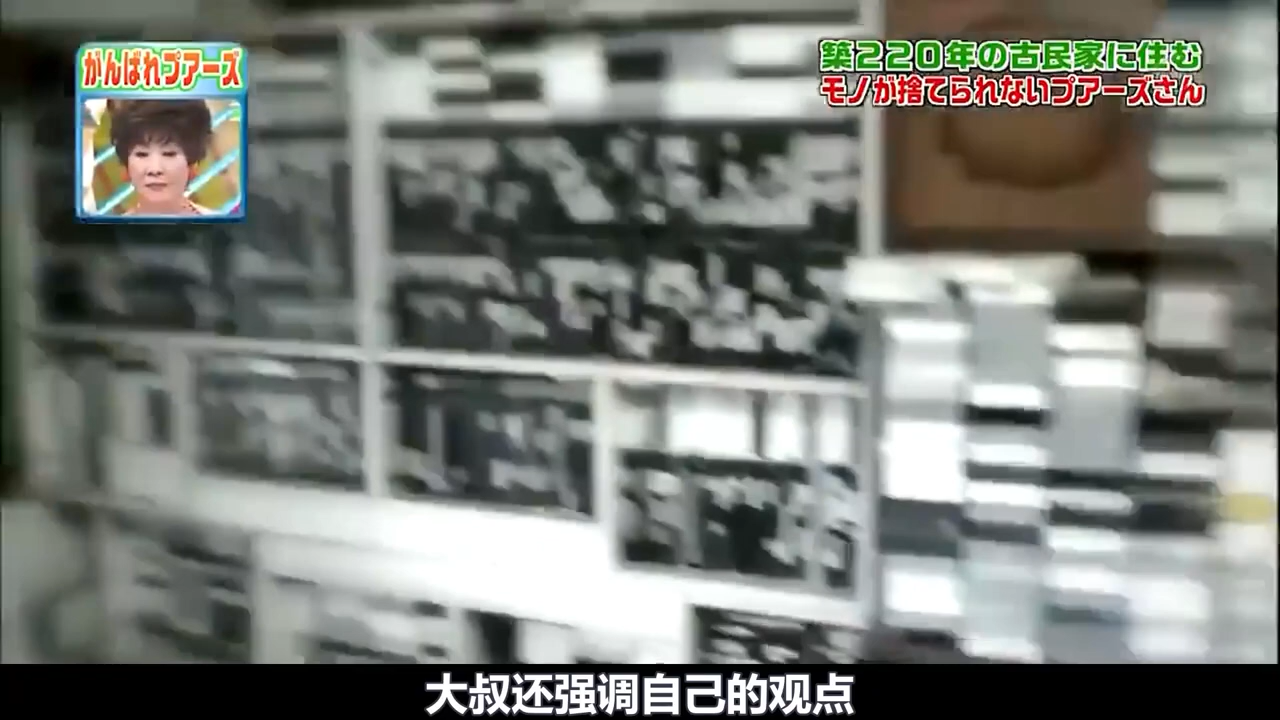 がんばれプアーズ
築220年の古民家に住む
モノが捨てられないプアーズさん
大叔还强调自己的观点